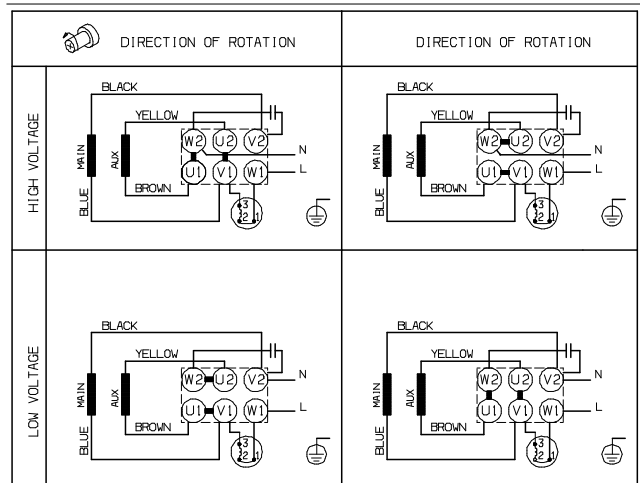 DIRECTION OF ROTATION
DIRECTION OF ROTATION
HIGH VOLTAGE
BLACK
YELLOW
MAIN
AUX
W2 U2 V2
N
U1 V1 W1
L
BROWN
BLUE
3
2 1
BLACK
YELLOW
MAIN
AUX
W2 U2 V2
N
U1 V1 W1
L
BROWN
BLUE
3
2 1
LOW VOLTAGE
BLACK
YELLOW
MAIN
AUX
W2 U2 V2
N
U1 V1 W1
L
BROWN
BLUE
3
2 1
BLACK
YELLOW
MAIN
AUX
W2 U2 V2
N
U1 V1 W1
L
BROWN
BLUE
3
2 1